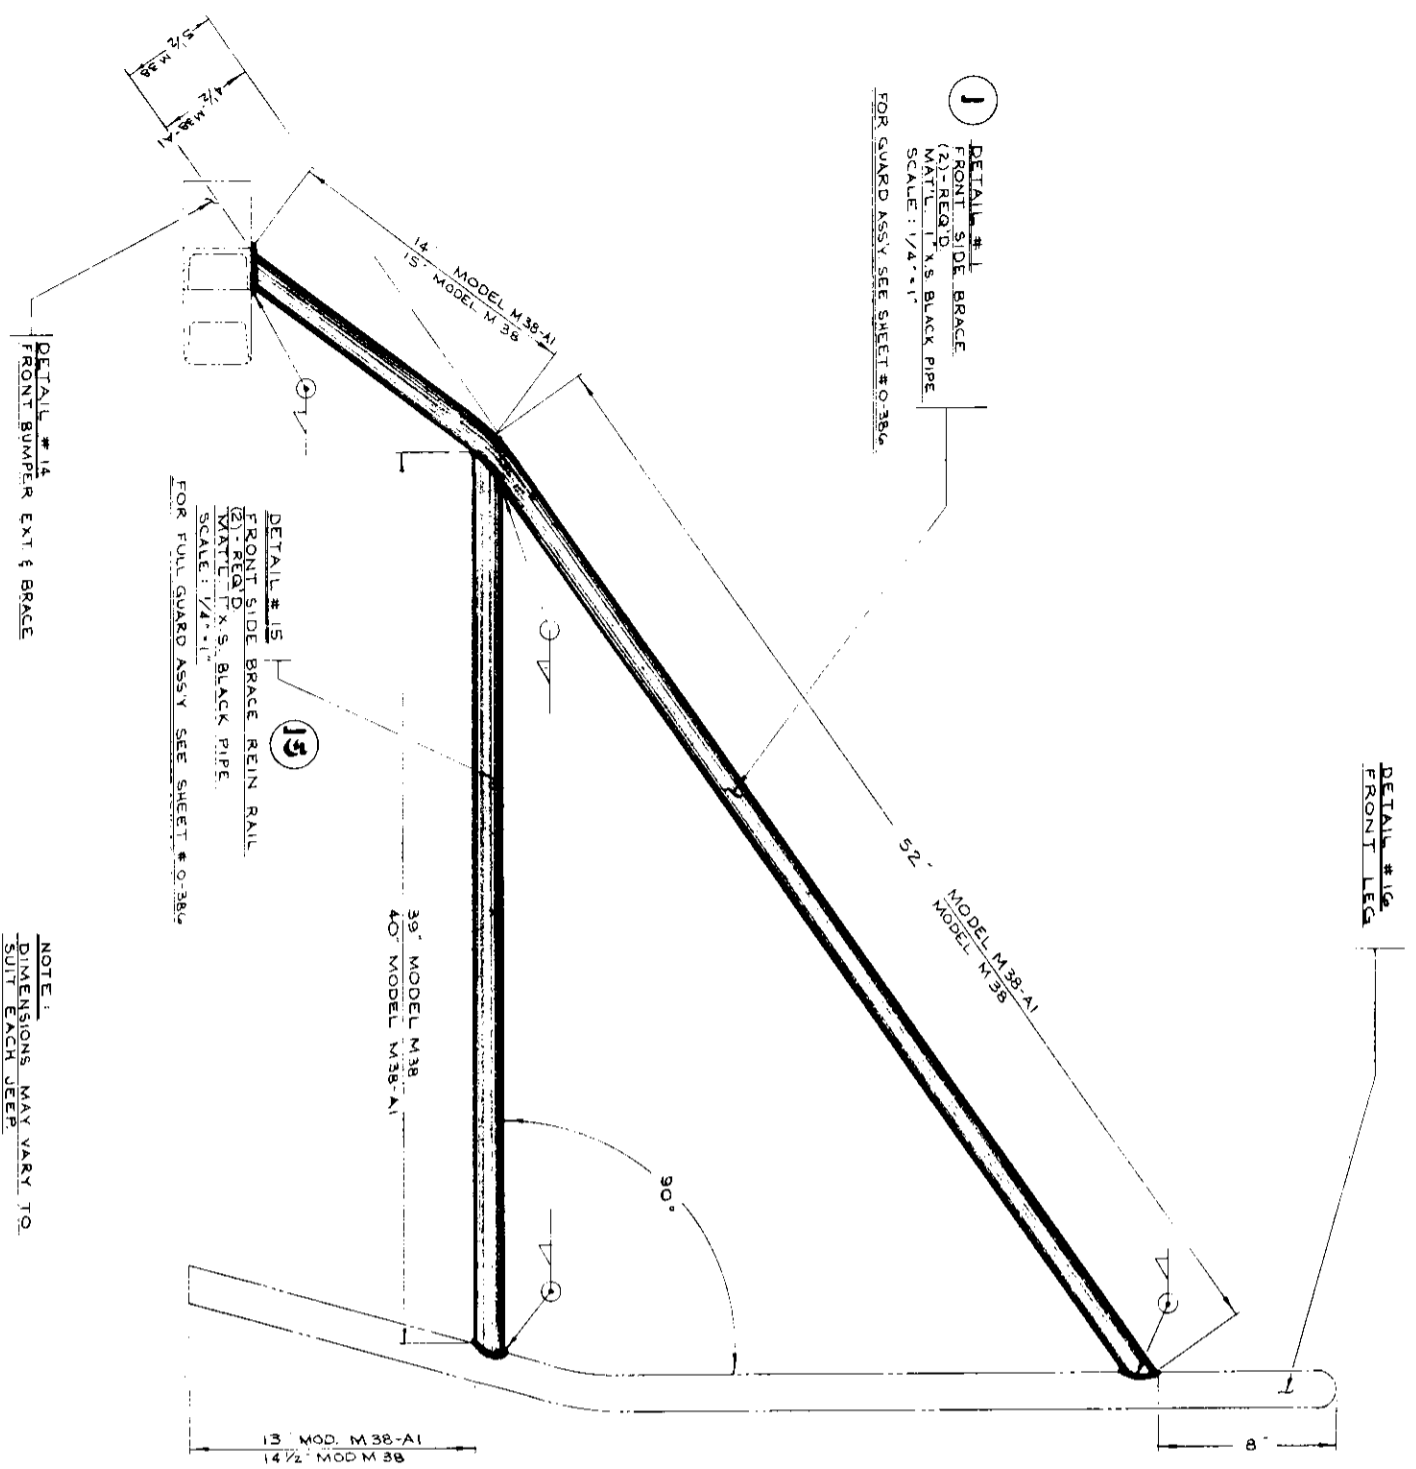 1
DETAIL #1
FRONT SIDE BRACE
(2)-REQ'D.
MAT'L. 1" X.S. BLACK PIPE
SCALE: 1/4"=1"
FOR GUARD ASS'Y. SEE SHEET #0-386
DETAIL #16
FRONT LEG
52"
MODEL M38-A1
MODEL M38
14" MODEL M38-A1
15" MODEL M38
5 1/2 M38
4 1/2 M38-A1
8"
90°
39" MODEL M38
40" MODEL M38-A1
13" MOD. M38-A1
14 1/2" MOD M38
15
DETAIL #15
FRONT SIDE BRACE REIN RAIL
(2)-REQ'D.
MAT'L. 1" X.S. BLACK PIPE
SCALE: 1/4"=1"
FOR FULL GUARD ASS'Y SEE SHEET #0-386
DETAIL #14
FRONT BUMPER EXT. & BRACE
NOTE:
DIMENSIONS MAY VARY TO
SUIT EACH JEEP.